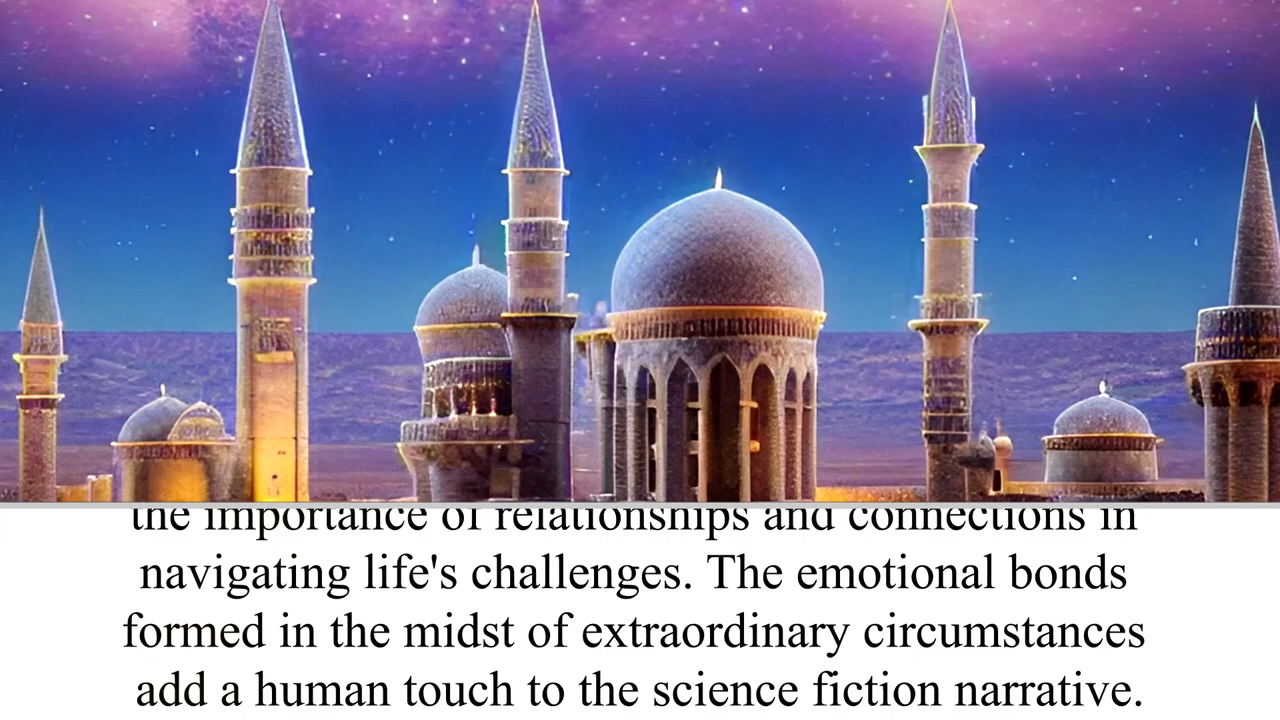 the importance of relationships and connections in
navigating life's challenges. The emotional bonds
formed in the midst of extraordinary circumstances
add a human touch to the science fiction narrative.